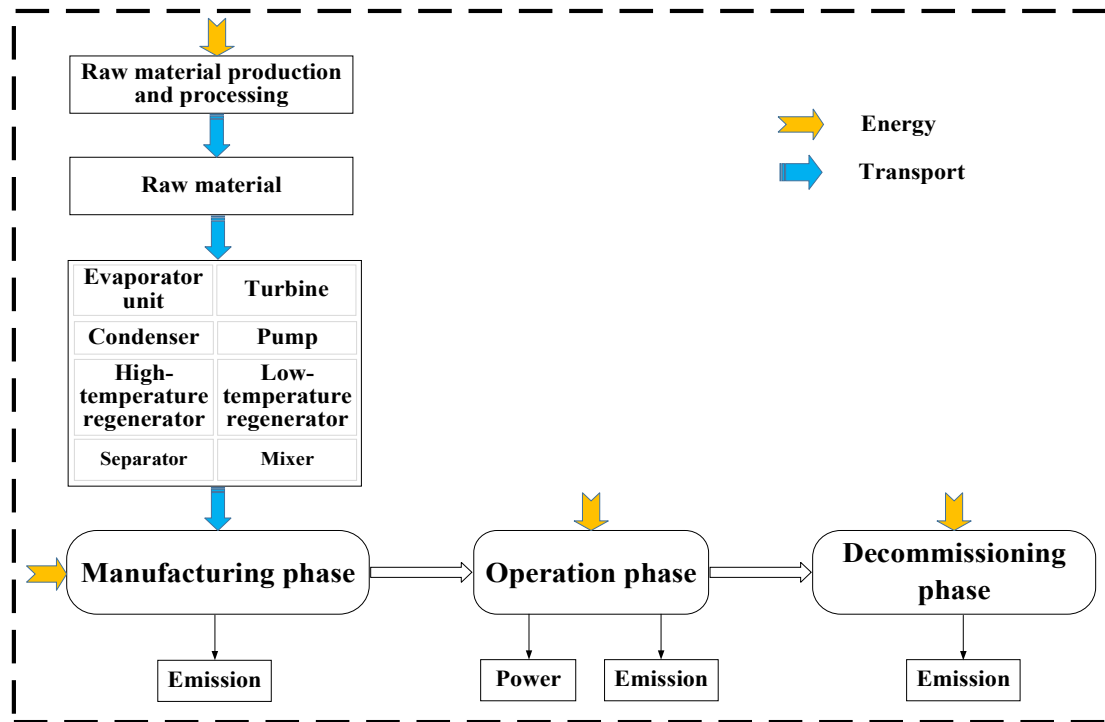 Raw material production
and processing
Energy
Transport
Raw material
Evaporator
unit
Turbine
Condenser
Pump
High-
temperature
regenerator
Low-
temperature
regenerator
Separator
Mixer
Manufacturing phase
Operation phase
Decommissioning
phase
Emission
Power
Emission
Emission